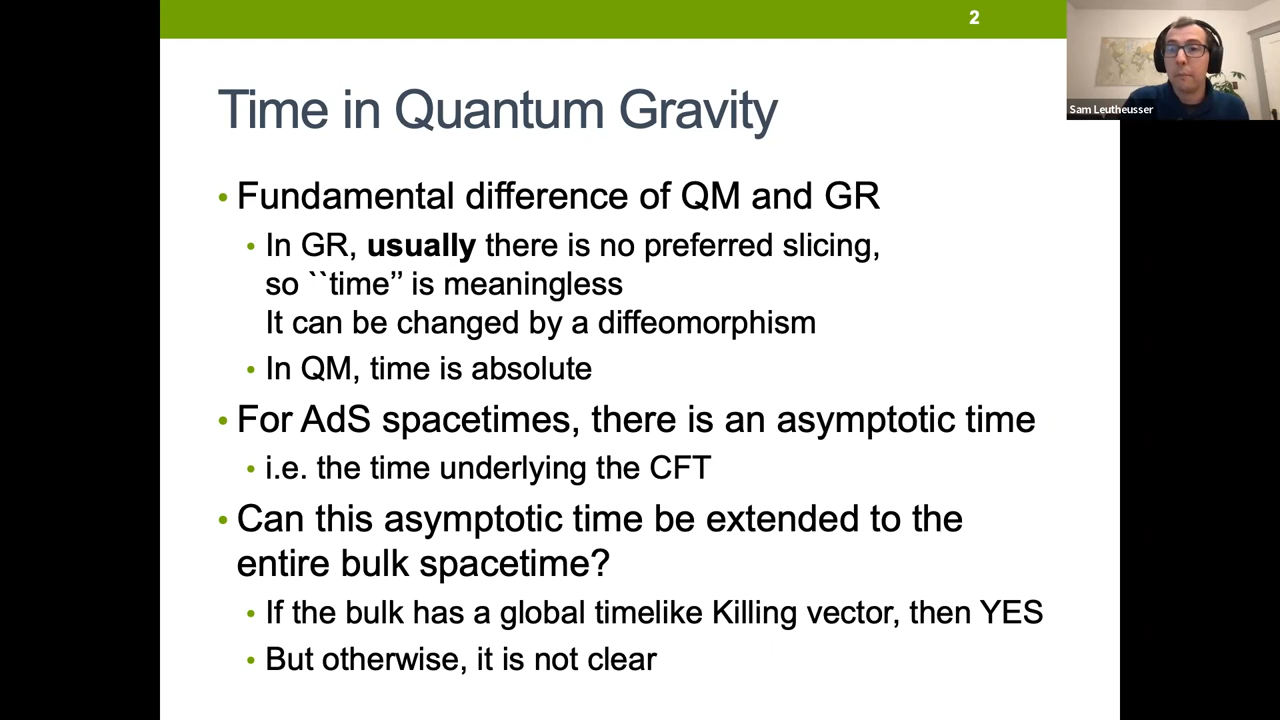 2
Sam Leutheusser
Time in Quantum Gravity
• Fundamental difference of QM and GR
• In GR, usually there is no preferred slicing,
so ``time’’ is meaningless
It can be changed by a diffeomorphism
• In QM, time is absolute
• For AdS spacetimes, there is an asymptotic time
• i.e. the time underlying the CFT
• Can this asymptotic time be extended to the
entire bulk spacetime?
• If the bulk has a global timelike Killing vector, then YES
• But otherwise, it is not clear